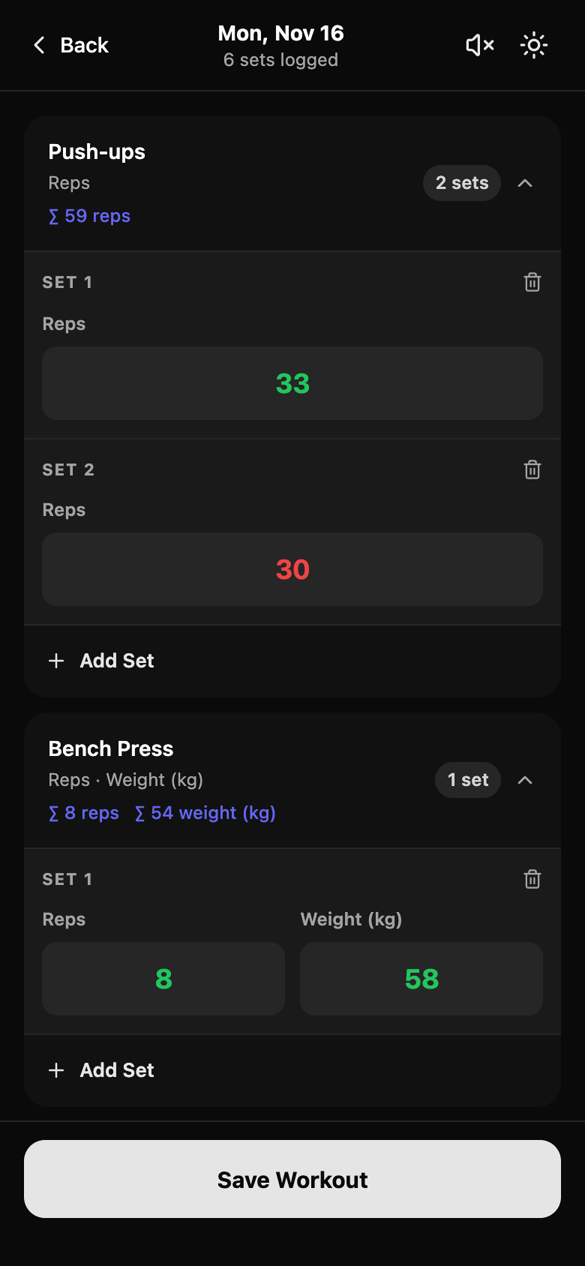 Back
Mon, Nov 16
6 sets logged
Push-ups
Reps
2 sets
∑ 59 reps
SET 1
Reps
33
SET 2
Reps
30
+ Add Set
Bench Press
Reps · Weight (kg)
1 set
∑ 8 reps ∑ 54 weight (kg)
SET 1
Reps Weight (kg)
8 58
+ Add Set
Save Workout